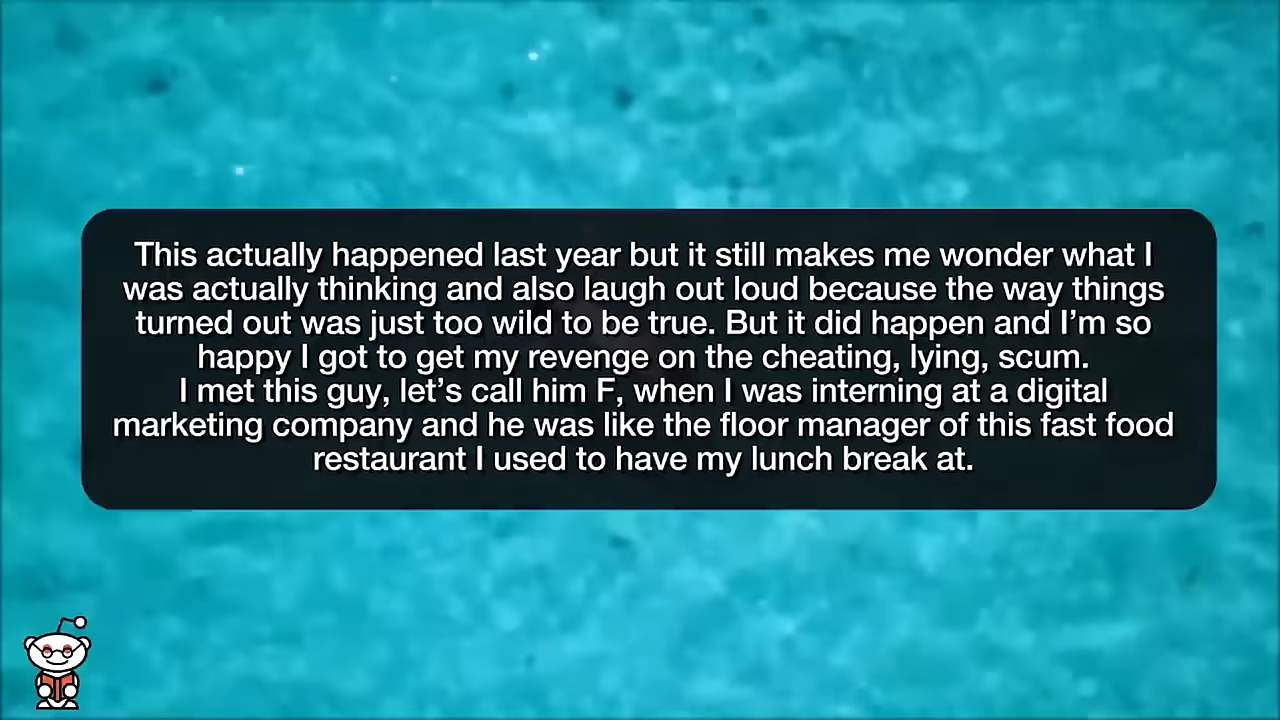 This actually happened last year but it still makes me wonder what I
was actually thinking and also laugh out loud because the way things
turned out was just too wild to be true. But it did happen and I’m so
happy I got to get my revenge on the cheating, lying, scum.
I met this guy, let’s call him F, when I was interning at a digital
marketing company and he was like the floor manager of this fast food
restaurant I used to have my lunch break at.